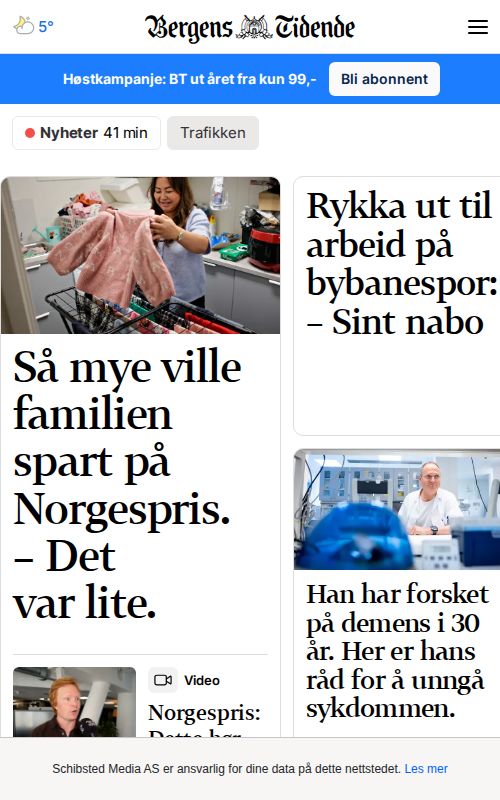 5°
Bergens Tidende
Høstkampanje: BT ut året fra kun 99,-
Bli abonnent
Nyheter 41 min
Trafikken
Så mye ville
familien
spart på
Norgespris.
– Det
var lite.
Video
Norgespris:
Rykka ut til
arbeid på
bybanespor:
– Sint nabo
Han har forsket
på demens i 30
år. Her er hans
råd for å unngå
sykdommen.
Schibsted Media AS er ansvarlig for dine data på dette nettstedet. Les mer